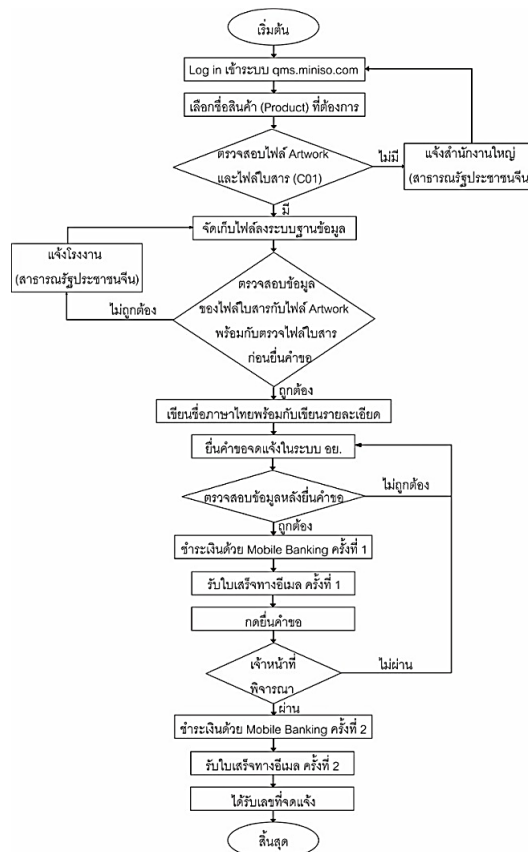 เริ่มต้น
Log in เข้าระบบ qms.miniso.com
เลือกชื่อสินค้า (Product) ที่ต้องการ
ตรวจสอบไฟล์ Artwork
และไฟล์ใบสาร (C01)
ไม่มี
แจ้งสำนักงานใหญ่
(สาธารณรัฐประชาชนจีน)
มี
จัดเก็บไฟล์ลงระบบฐานข้อมูล
แจ้งโรงงาน
(สาธารณรัฐประชาชนจีน)
ตรวจสอบข้อมูล
ของไฟล์ใบสารกับไฟล์ Artwork
พร้อมกับตรวจไฟล์ใบสาร
ก่อนยื่นคำขอ
ไม่ถูกต้อง
ถูกต้อง
เขียนชื่อภาษาไทยพร้อมกับเขียนรายละเอียด
ยื่นคำขอจดแจ้งในระบบ อย.
ตรวจสอบข้อมูลหลังยื่นคำขอ
ไม่ถูกต้อง
ถูกต้อง
ชำระเงินด้วย Mobile Banking ครั้งที่ 1
รับใบเสร็จทางอีเมล ครั้งที่ 1
กดยื่นคำขอ
เจ้าหน้าที่
พิจารณา
ไม่ผ่าน
ผ่าน
ชำระเงินด้วย Mobile Banking ครั้งที่ 2
รับใบเสร็จทางอีเมล ครั้งที่ 2
ได้รับเลขที่จดแจ้ง
สิ้นสุด